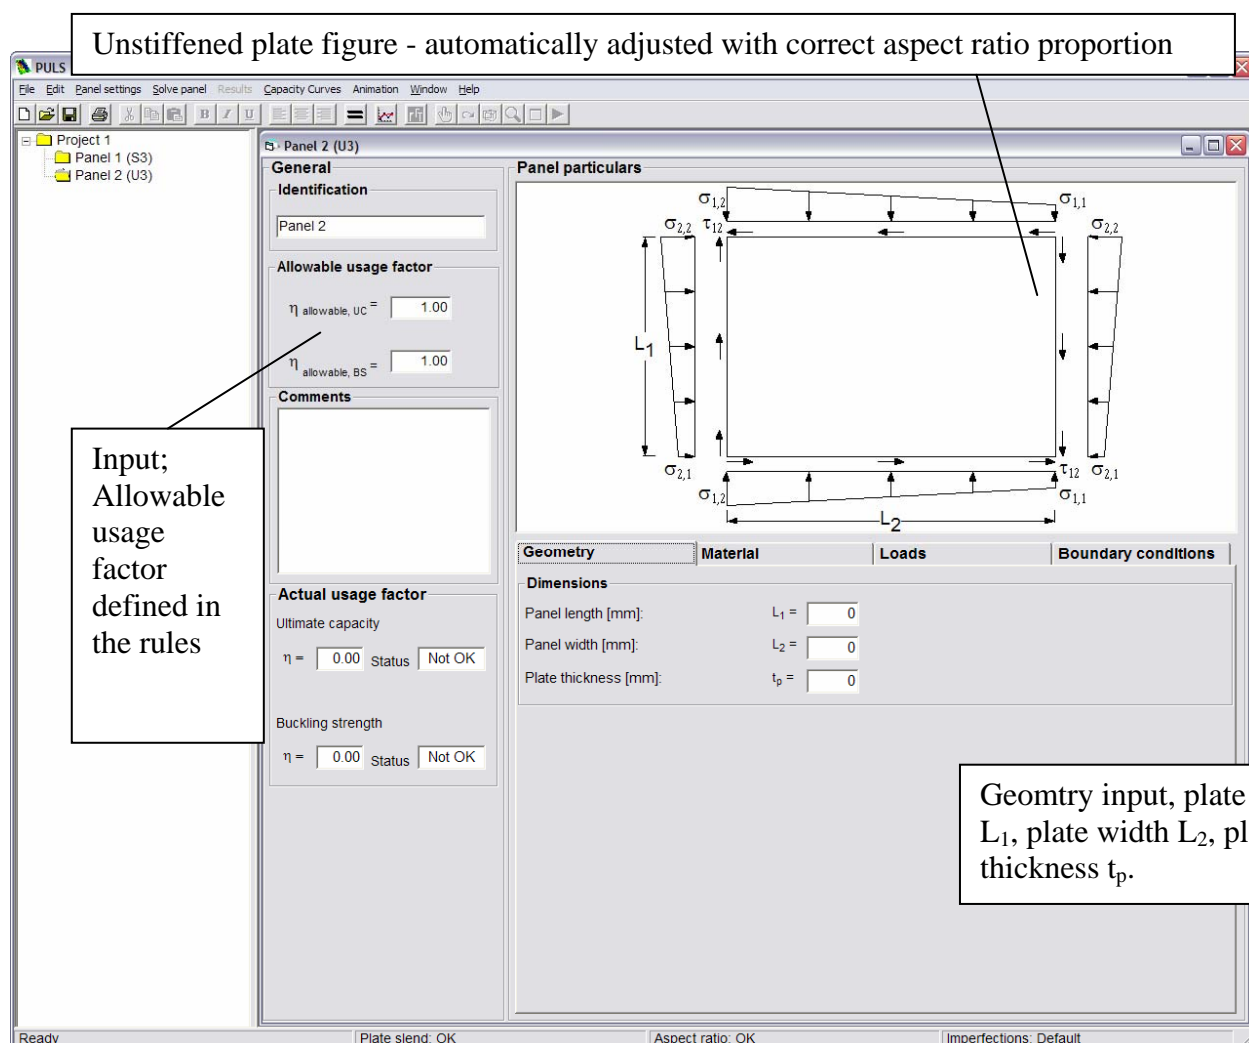 Unstiffened plate figure - automatically adjusted with correct aspect ratio proportion
PULS
File Edit Panel settings Solve panel Results Capacity Curves Animation Window Help
B I U
Project 1
Panel 1 (S3)
Panel 2 (U3)
Panel 2 (U3)
General
Identification
Panel 2
Allowable usage factor
η allowable, UC = 1.00
η allowable, BS = 1.00
Comments
Input;
Allowable
usage
factor
defined in
the rules
Actual usage factor
Ultimate capacity
η = 0.00 Status Not OK
Buckling strength
η = 0.00 Status Not OK
Panel particulars
σ1,2 σ1,1
σ2,2 τ12 σ2,2
L1
σ2,1 τ12 σ2,1
σ1,2 σ1,1
L2
Geometry Material Loads Boundary conditions
Dimensions
Panel length [mm]: L1 = 0
Panel width [mm]: L2 = 0
Plate thickness [mm]: tp = 0
Geomtry input, plate
L1, plate width L2, pl
thickness tp.
Ready Plate slend: OK Aspect ratio: OK Imperfections: Default